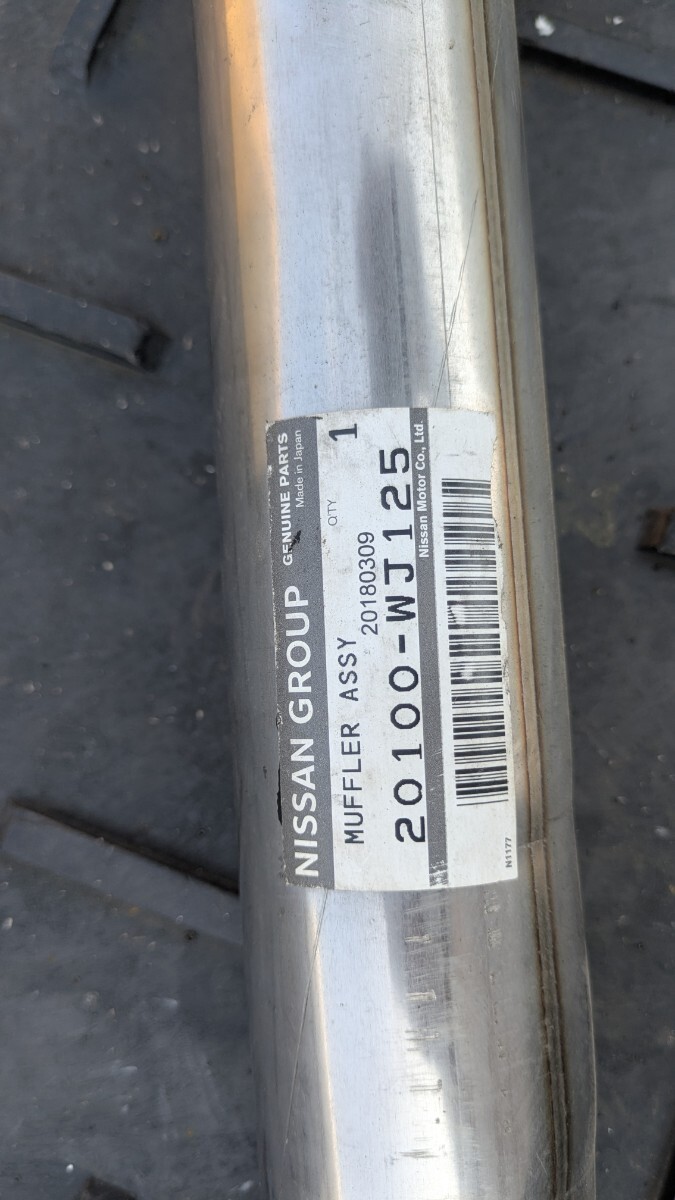 NISSAN GROUP GENUINE PARTS
Made in Japan
QTY 1
MUFFLER ASSY
20180309
20100-WJ125
Nissan Motor Co., Ltd.
N1177